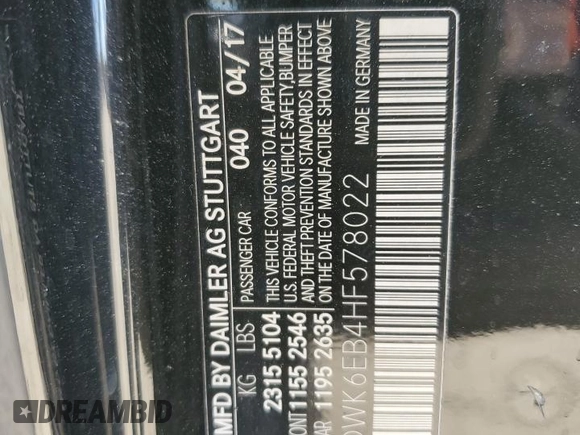 MFD BY DAIMLER AG STUTTGART
040 04/17
KG LBS PASSENGER CAR
2315 5104 THIS VEHICLE CONFORMS TO ALL APPLICABLE
1155 2546 U.S. FEDERAL MOTOR VEHICLE SAFETY, BUMPER
AND THEFT PREVENTION STANDARDS IN EFFECT
1195 2635 ON THE DATE OF MANUFACTURE SHOWN ABOVE
WK6EB4HF578022 MADE IN GERMANY
DREAMBID